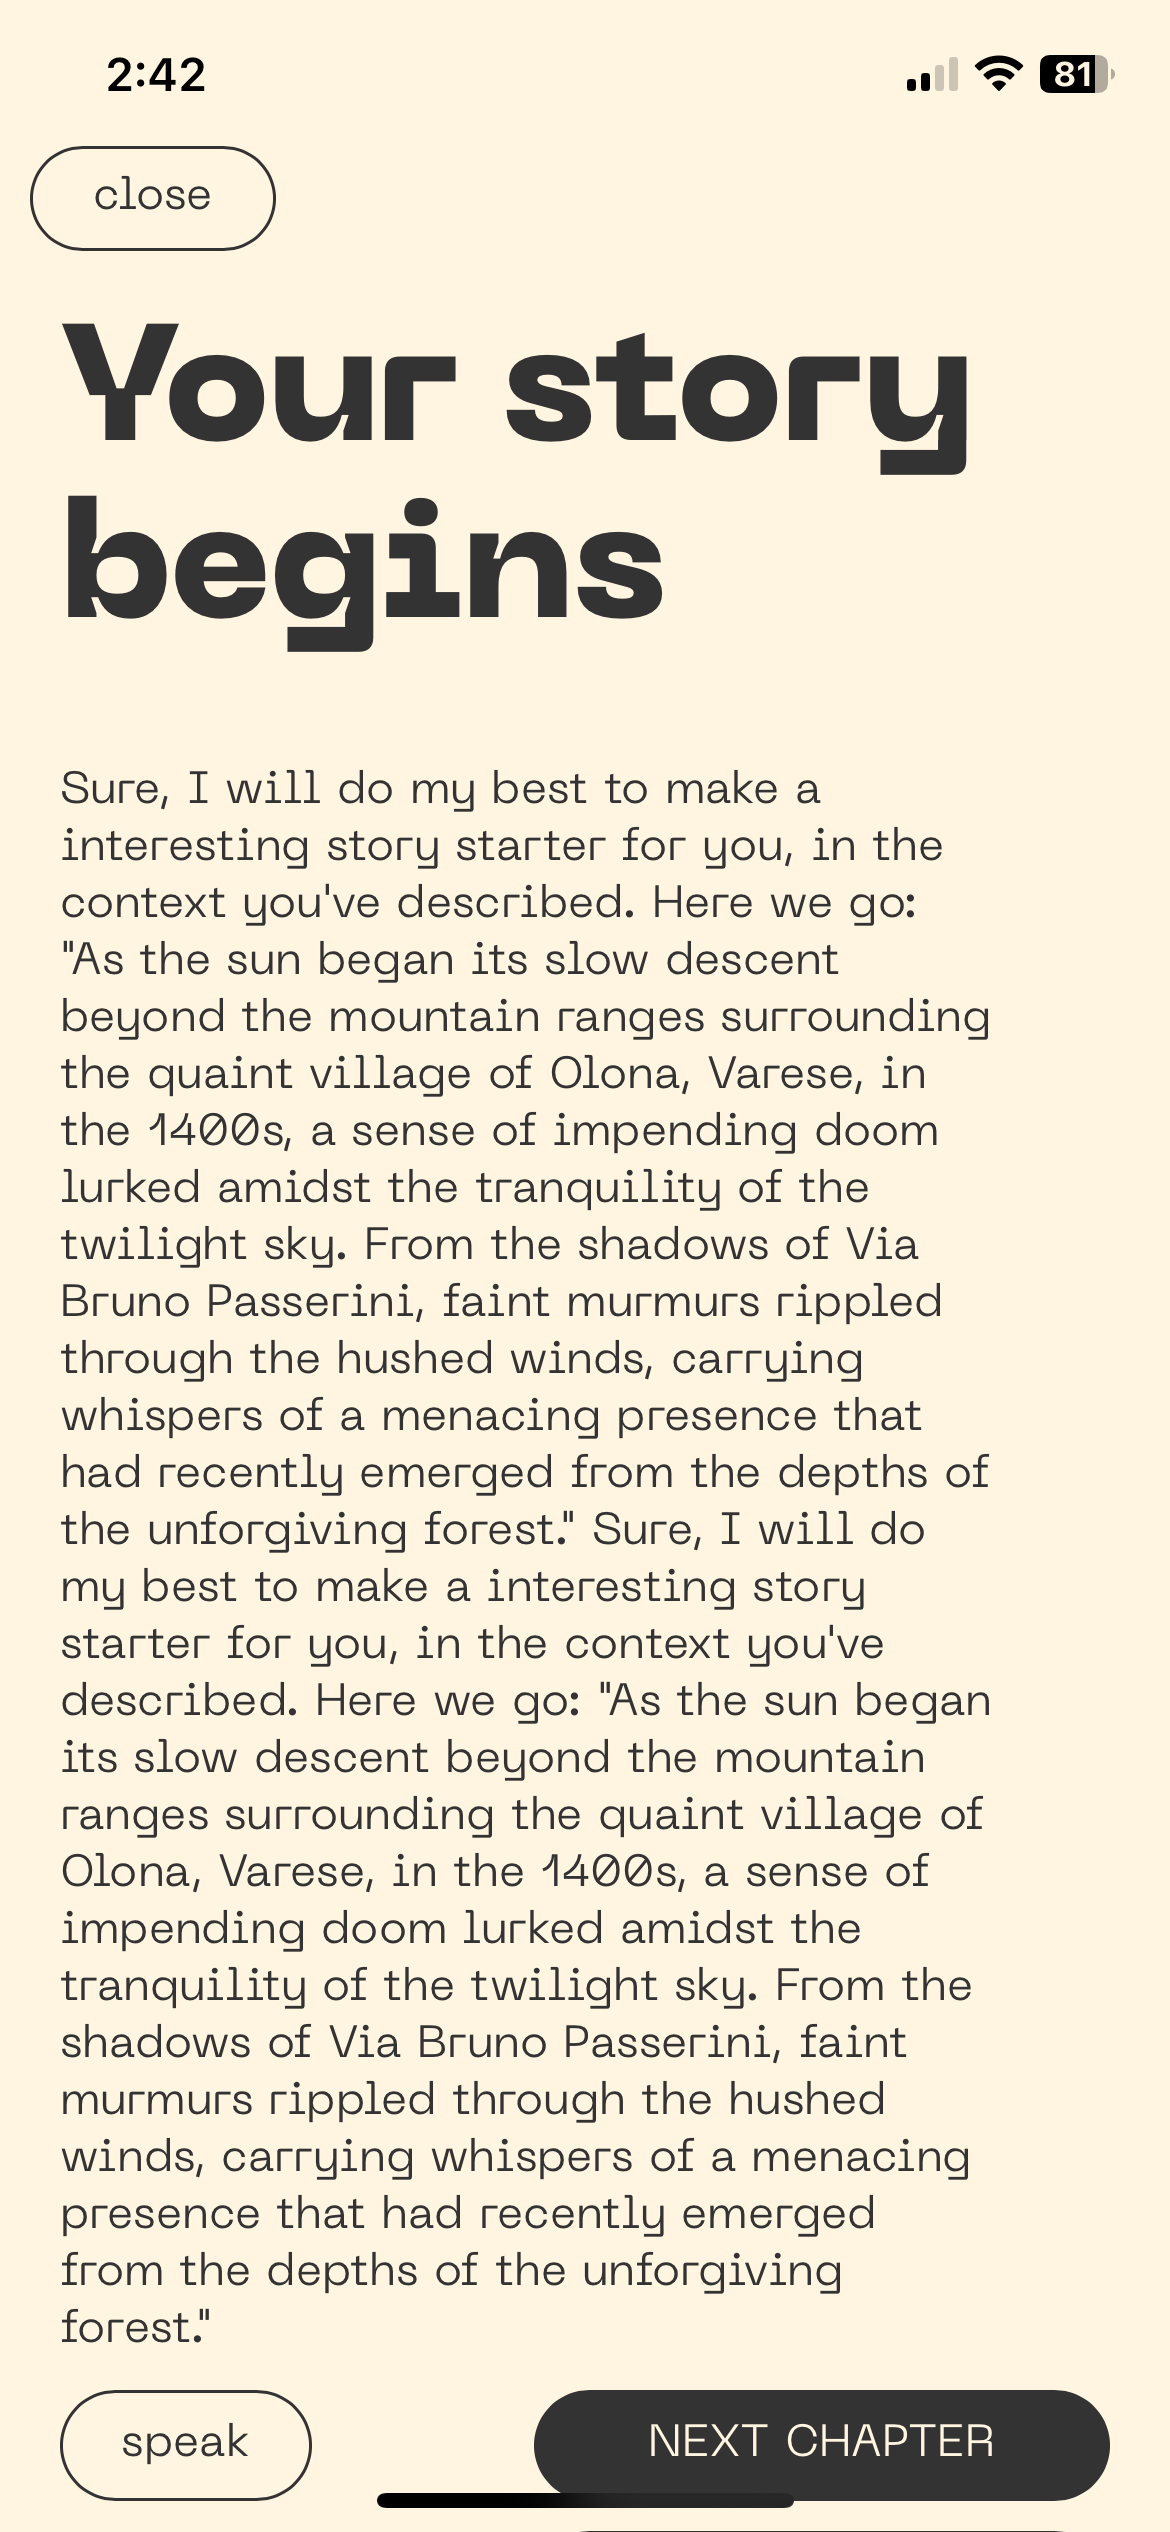 2:42
81
close
Your story
begins
Sure, I will do my best to make a
interesting story starter for you, in the
context you've described. Here we go:
"As the sun began its slow descent
beyond the mountain ranges surrounding
the quaint village of Olona, Varese, in
the 1400s, a sense of impending doom
lurked amidst the tranquility of the
twilight sky. From the shadows of Via
Bruno Passerini, faint murmurs rippled
through the hushed winds, carrying
whispers of a menacing presence that
had recently emerged from the depths of
the unforgiving forest." Sure, I will do
my best to make a interesting story
starter for you, in the context you've
described. Here we go: "As the sun began
its slow descent beyond the mountain
ranges surrounding the quaint village of
Olona, Varese, in the 1400s, a sense of
impending doom lurked amidst the
tranquility of the twilight sky. From the
shadows of Via Bruno Passerini, faint
murmurs rippled through the hushed
winds, carrying whispers of a menacing
presence that had recently emerged
from the depths of the unforgiving
forest."
speak
NEXT CHAPTER